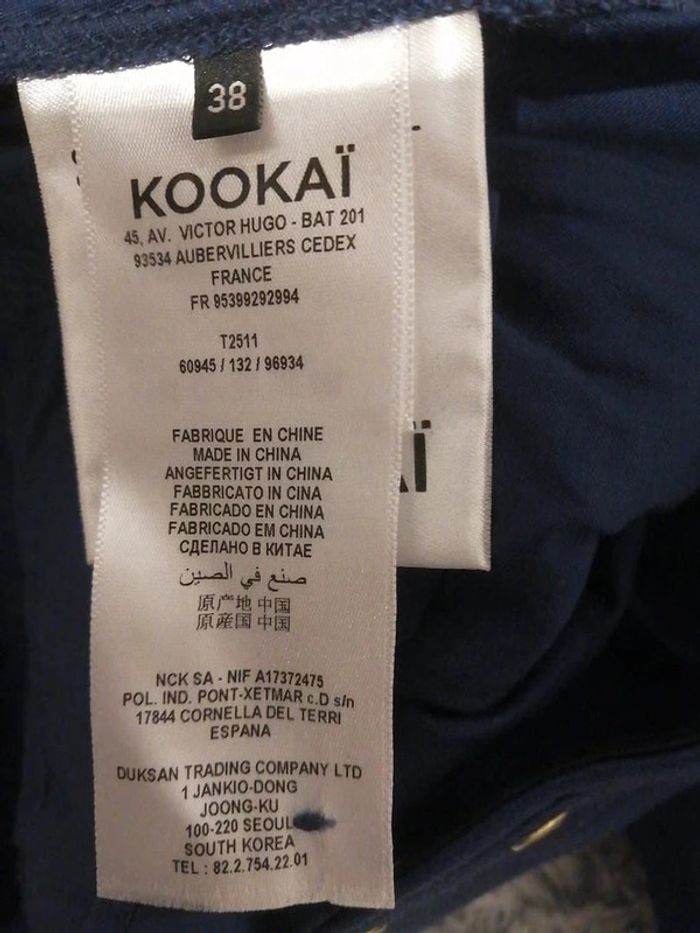 38
KOOKAÏ
45, AV. VICTOR HUGO - BAT 201
93534 AUBERVILLIERS CEDEX
FRANCE
FR 95399292994
T2511
60945 / 132 / 96934
FABRIQUE EN CHINE
MADE IN CHINA
ANGEFERTIGT IN CHINA
FABBRICATO IN CINA
FABRICADO EN CHINA
FABRICADO EM CHINA
СДЕЛАНО В КИТАЕ
صنع في الصين
原产地 中国
原産国 中国
NCK SA - NIF A17372475
POL. IND. PONT-XETMAR c.D s/n
17844 CORNELLA DEL TERRI
ESPANA
DUKSAN TRADING COMPANY LTD
1 JANKIO-DONG
JOONG-KU
100-220 SEOUL
SOUTH KOREA
TEL : 82.2.754.22.01